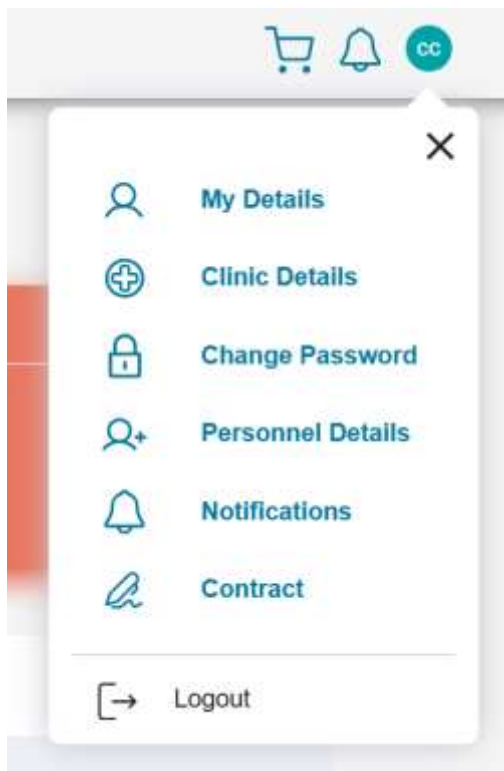 CC
My Details
Clinic Details
Change Password
Personnel Details
Notifications
Contract
Logout